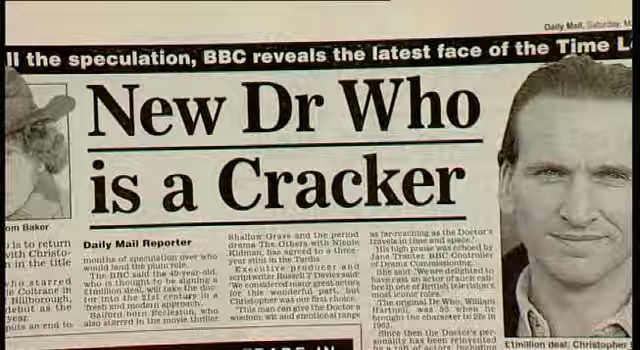 Daily Mail, Saturday, M
ll the speculation, BBC reveals the latest face of the Time L
New Dr Who
is a Cracker
om Baker
o is to return
with Christo-
n in the title
who starred
e Coltrane in
Hillborough,
debut as the
year.
puts an end to
Daily Mail Reporter
months of speculation over who
would land the plum role.
The BBC said the 40-year-old,
who is thought to be signing a
£1million deal, will take the doc-
tor into the 21st century in a
'fresh and modern approach'.
Salford born Eccleston, who
also starred in the movie thriller
Shallow Grave and the period
drama The Others with Nicole
Kidman, has agreed to a three-
year stint in the Tardis.
Executive producer and
scriptwriter Russell T Davies said:
'We considered many great actors
for this wonderful part, but
Christopher was our first choice.
'This man can give the Doctor a
wisdom, wit and emotional range
as far-reaching as the Doctor's
travels in time and space.'
His high praise was echoed by
Jane Tranter, BBC Controller
of Drama Commissioning.
She said: 'We are delighted to
have cast an actor of such calibre
in one of British television's
most iconic roles.'
The original Dr Who, William
Hartnell, was 55 when he
brought the character to life in
1963.
Since then the Doctor's per-
sonality has been reinvented
by a raft of actors including
£1million deal: Christopher
TRADE IN